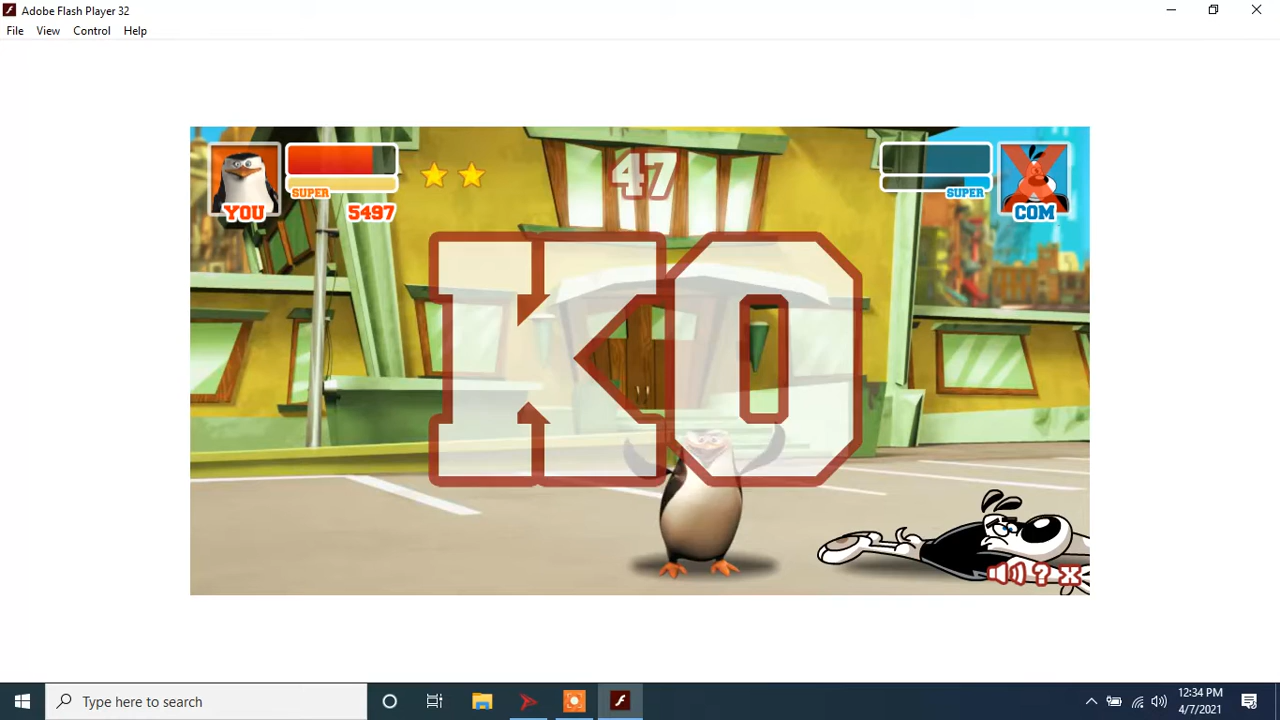 Adobe Flash Player 32
File View Control Help
47
SUPER
SUPER
YOU
5497
COM
KO
?
X
Type here to search
12:34 PM
4/7/2021